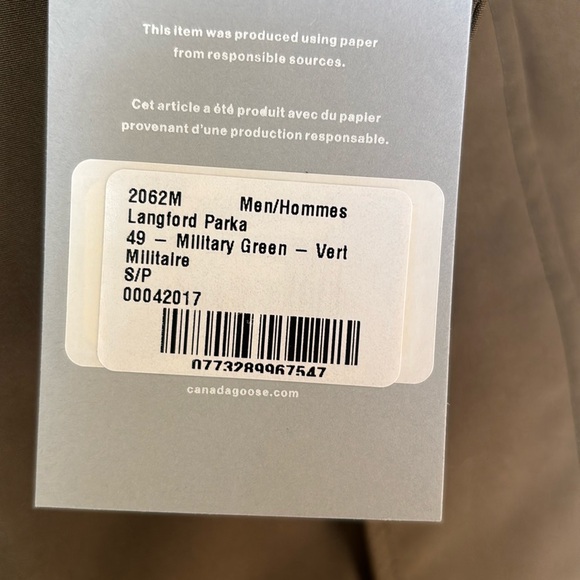 This item was produced using paper
from responsible sources.
Cet article a été produit avec du papier
provenant d'une production responsable.
2062M Men/Hommes
Langford Parka
49 – Military Green – Vert
Militaire
S/P
00042017
0773289967547
canadagoose.com